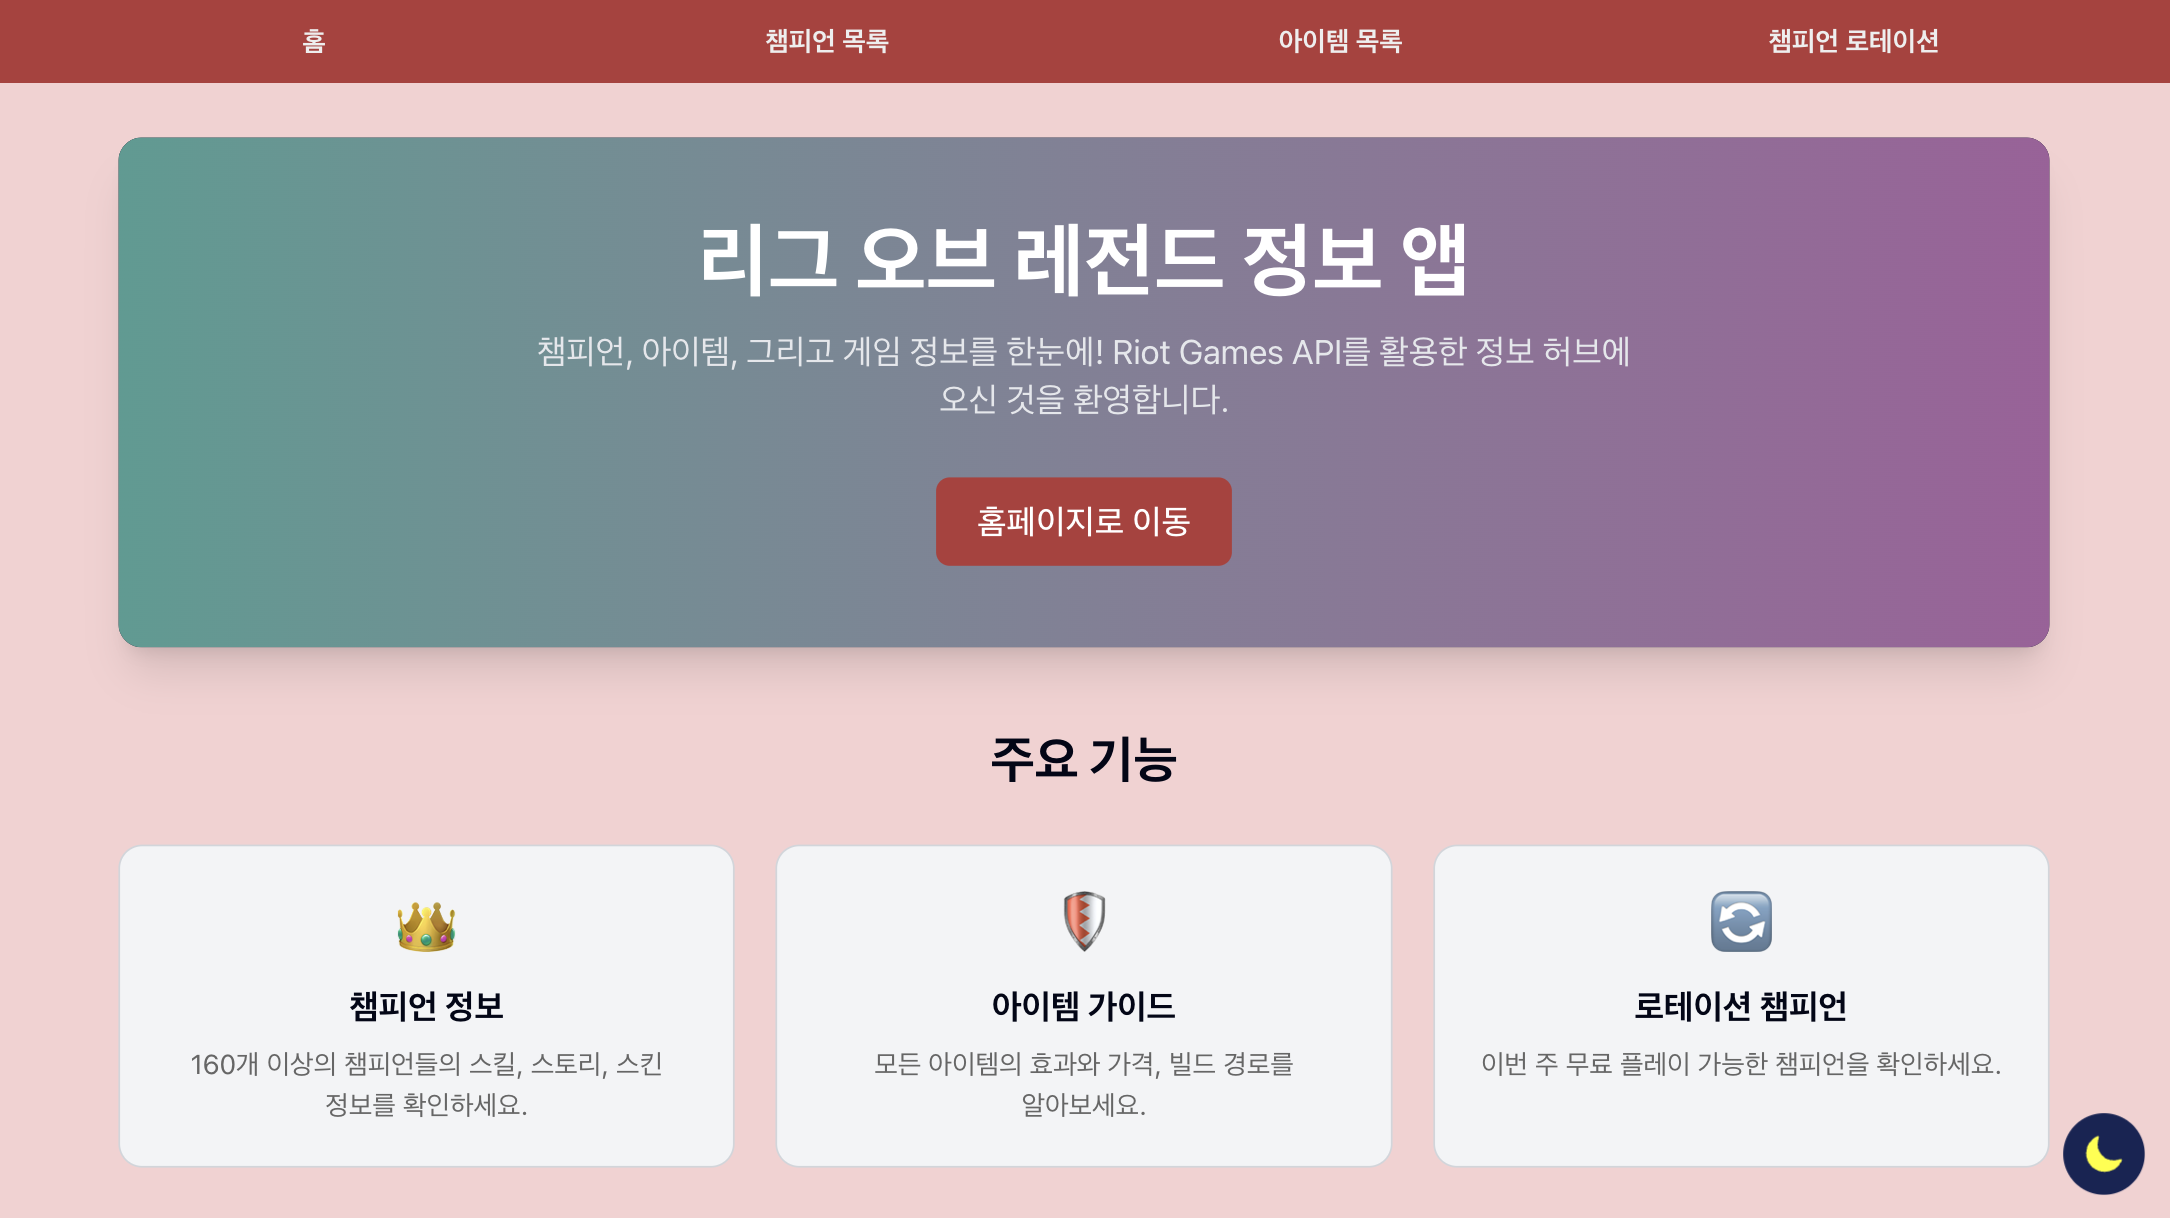 홈
챔피언 목록
아이템 목록
챔피언 로테이션
리그 오브 레전드 정보 앱
챔피언, 아이템, 그리고 게임 정보를 한눈에! Riot Games API를 활용한 정보 허브에
오신 것을 환영합니다.
홈페이지로 이동
주요 기능
챔피언 정보
160개 이상의 챔피언들의 스킬, 스토리, 스킨
정보를 확인하세요.
아이템 가이드
모든 아이템의 효과와 가격, 빌드 경로를
알아보세요.
로테이션 챔피언
이번 주 무료 플레이 가능한 챔피언을 확인하세요.